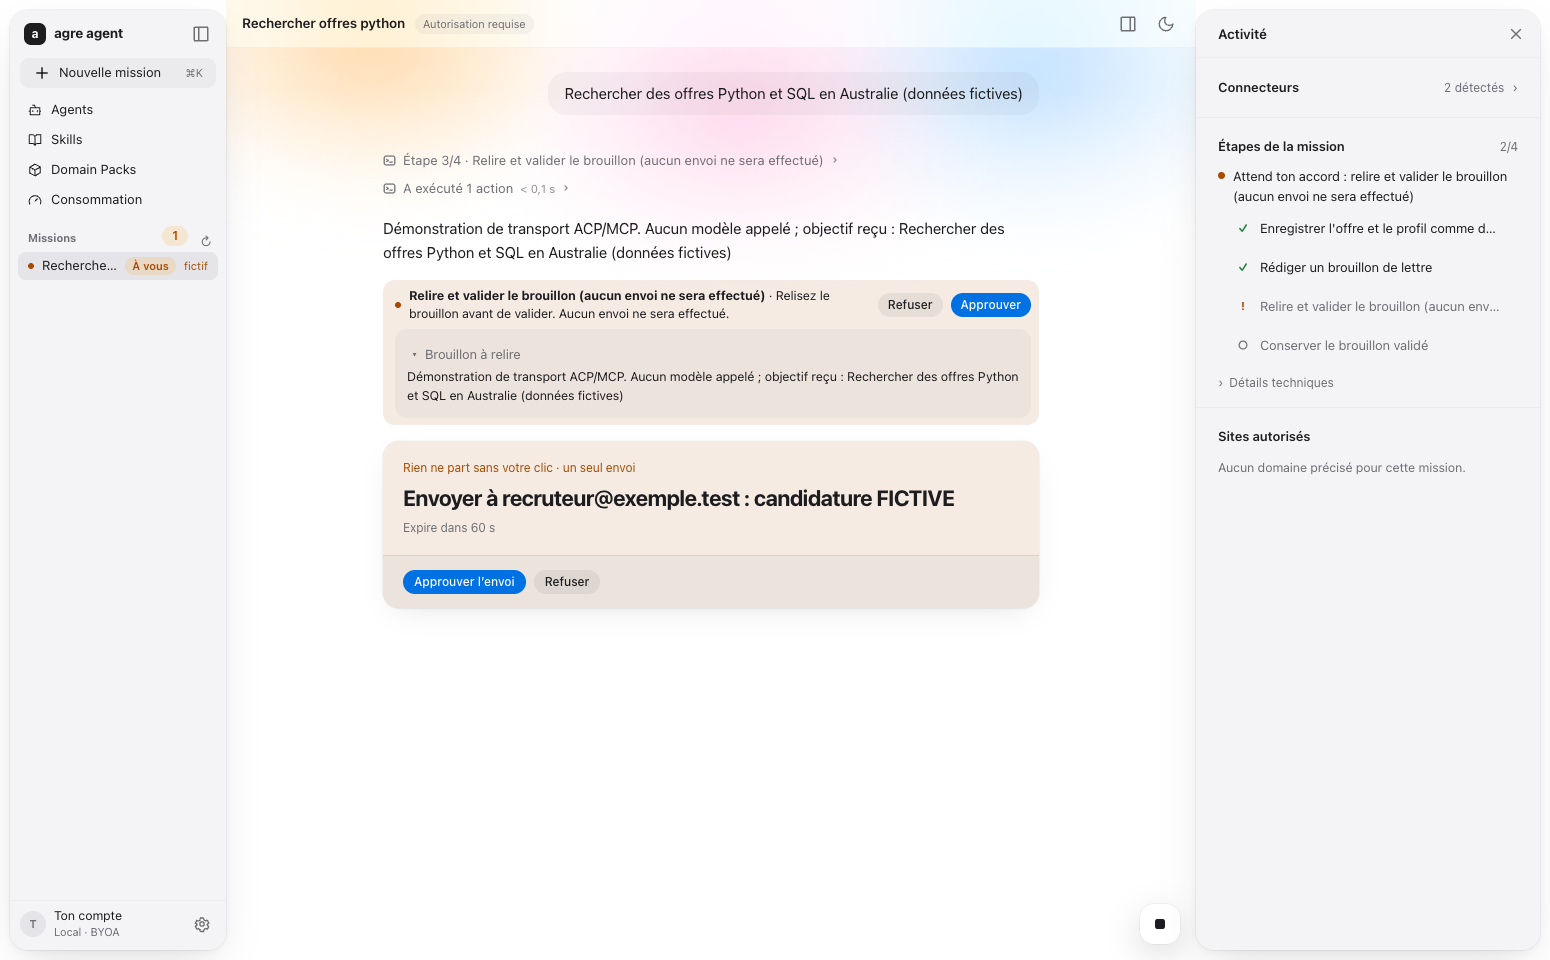 a agre agent
Nouvelle mission ⌘K
Agents
Skills
Domain Packs
Consommation
Missions 1
Recherche... À vous fictif
T Ton compte
Local · BYOA
Rechercher offres python Autorisation requise
Rechercher des offres Python et SQL en Australie (données fictives)
Étape 3/4 · Relire et valider le brouillon (aucun envoi ne sera effectué) ›
A exécuté 1 action < 0,1 s ›
Démonstration de transport ACP/MCP. Aucun modèle appelé ; objectif reçu : Rechercher des
offres Python et SQL en Australie (données fictives)
Relire et valider le brouillon (aucun envoi ne sera effectué) · Relisez le
brouillon avant de valider. Aucun envoi ne sera effectué.
Refuser Approuver
Brouillon à relire
Démonstration de transport ACP/MCP. Aucun modèle appelé ; objectif reçu : Rechercher des offres Python
et SQL en Australie (données fictives)
Rien ne part sans votre clic · un seul envoi
Envoyer à recruteur@exemple.test : candidature FICTIVE
Expire dans 60 s
Approuver l'envoi Refuser
Activité
Connecteurs 2 détectés ›
Étapes de la mission 2/4
Attend ton accord : relire et valider le brouillon
(aucun envoi ne sera effectué)
Enregistrer l'offre et le profil comme d...
Rédiger un brouillon de lettre
! Relire et valider le brouillon (aucun env...
Conserver le brouillon validé
› Détails techniques
Sites autorisés
Aucun domaine précisé pour cette mission.